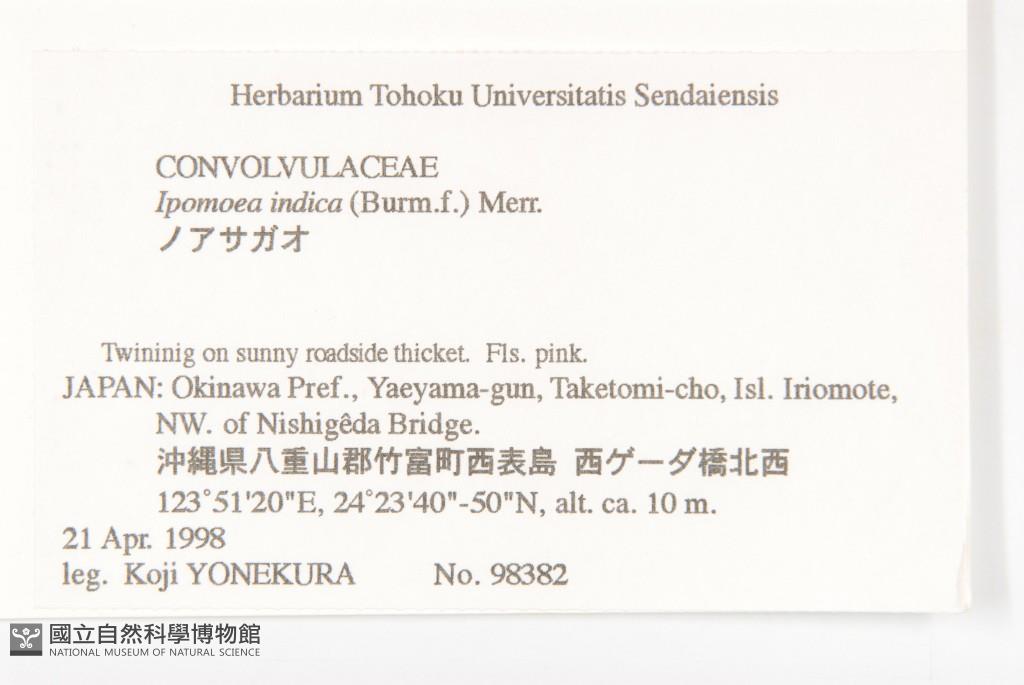 Herbarium Tohoku Universitatis Sendaiensis
CONVOLVULACEAE
Ipomoea indica (Burm.f.) Merr.
ノアサガオ
Twininig on sunny roadside thicket. Fls. pink.
JAPAN: Okinawa Pref., Yaeyama-gun, Taketomi-cho, Isl. Iriomote,
NW. of Nishigêda Bridge.
沖縄県八重山郡竹富町西表島 西ゲーダ橋北西
123˚51'20"E, 24˚23'40"-50"N, alt. ca. 10 m.
21 Apr. 1998
leg. Koji YONEKURA No. 98382
國立自然科學博物館
NATIONAL MUSEUM OF NATURAL SCIENCE